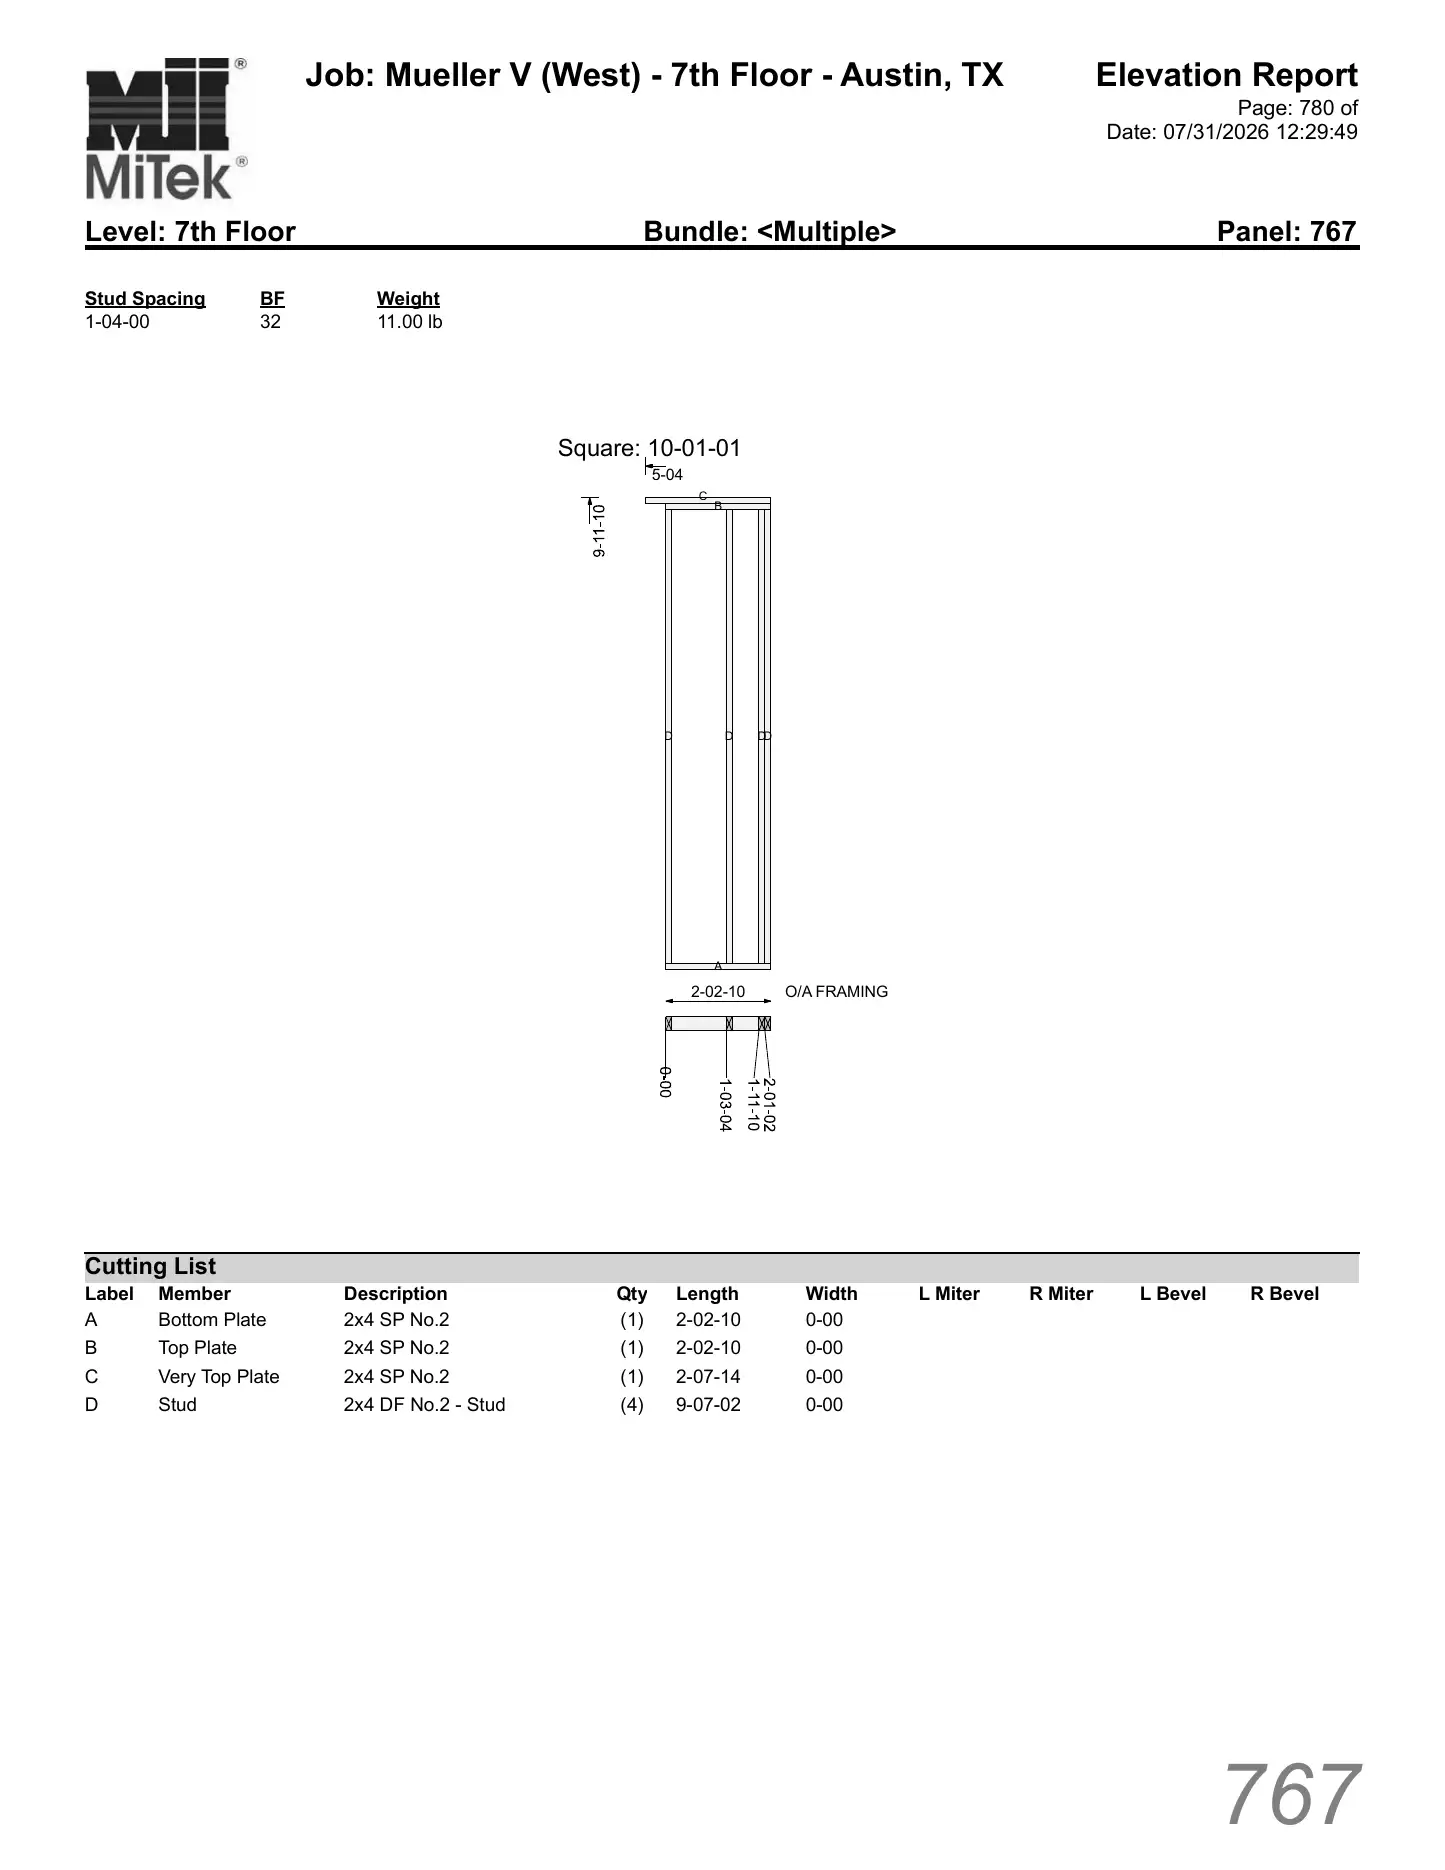 MiTek®
®
Job: Mueller V (West) - 7th Floor - Austin, TX
Elevation Report
Page: 780 of
Date: 07/31/2026 12:29:49
Level: 7th Floor Bundle: <Multiple> Panel: 767
Stud Spacing BF Weight
1-04-00 32 11.00 lb
Square: 10-01-01
5-04
9-11-10
C
B
D D D D
A
2-02-10 O/A FRAMING
0-00
1-03-04
1-11-10
2-01-02
Cutting List
Label Member Description Qty Length Width L Miter R Miter L Bevel R Bevel
A Bottom Plate 2x4 SP No.2 (1) 2-02-10 0-00
B Top Plate 2x4 SP No.2 (1) 2-02-10 0-00
C Very Top Plate 2x4 SP No.2 (1) 2-07-14 0-00
D Stud 2x4 DF No.2 - Stud (4) 9-07-02 0-00
767